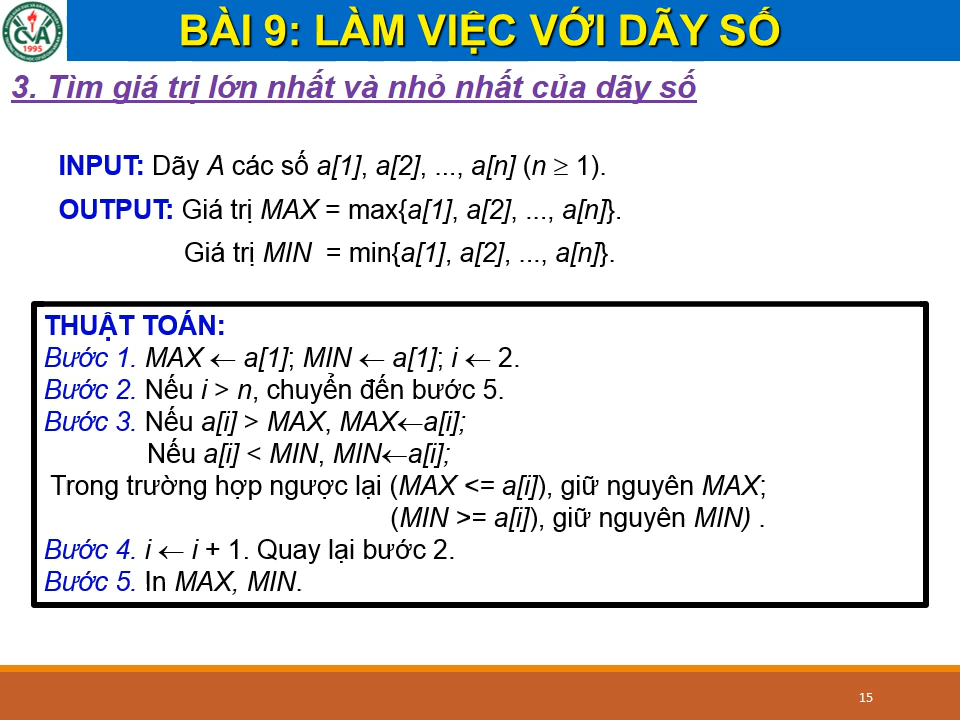 BÀI 9: LÀM VIỆC VỚI DÃY SỐ
CVA
1995
3. Tìm giá trị lớn nhất và nhỏ nhất của dãy số
INPUT: Dãy A các số a[1], a[2], ..., a[n] (n ≥ 1).
OUTPUT: Giá trị MAX = max{a[1], a[2], ..., a[n]}.
Giá trị MIN = min{a[1], a[2], ..., a[n]}.
THUẬT TOÁN:
Bước 1. MAX ← a[1]; MIN ← a[1]; i ← 2.
Bước 2. Nếu i > n, chuyển đến bước 5.
Bước 3. Nếu a[i] > MAX, MAX←a[i];
Nếu a[i] < MIN, MIN←a[i];
Trong trường hợp ngược lại (MAX <= a[i]), giữ nguyên MAX;
(MIN >= a[i]), giữ nguyên MIN) .
Bước 4. i ← i + 1. Quay lại bước 2.
Bước 5. In MAX, MIN.
15